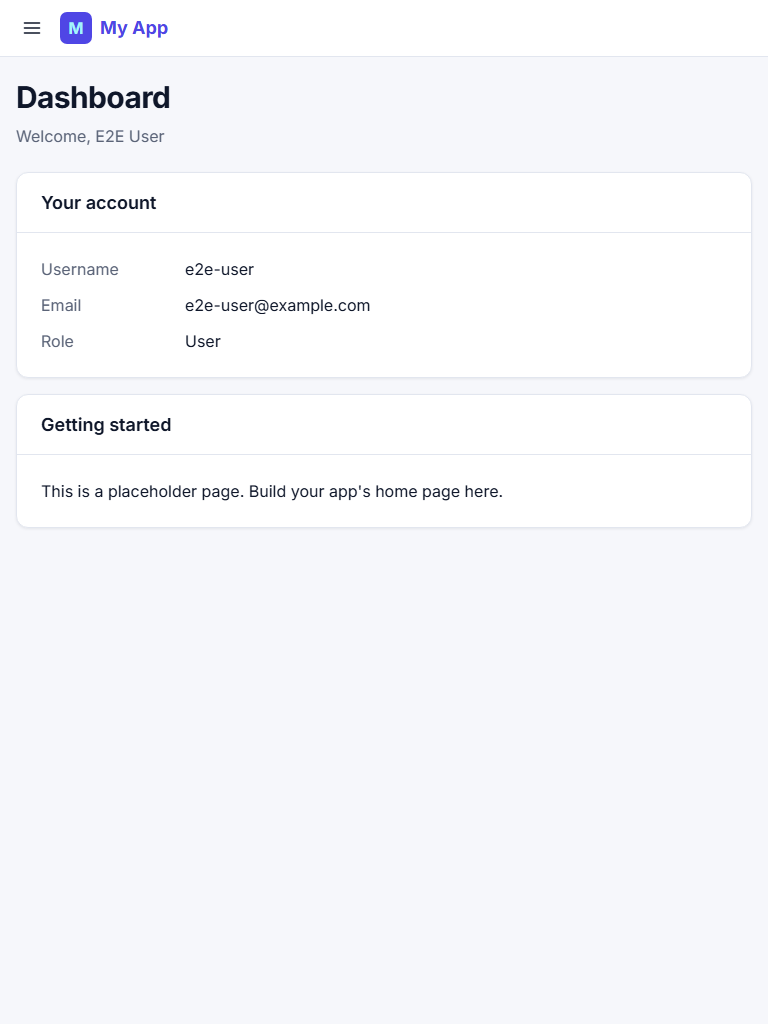 M My App
Dashboard
Welcome, E2E User
Your account
Username e2e-user
Email e2e-user@example.com
Role User
Getting started
This is a placeholder page. Build your app's home page here.